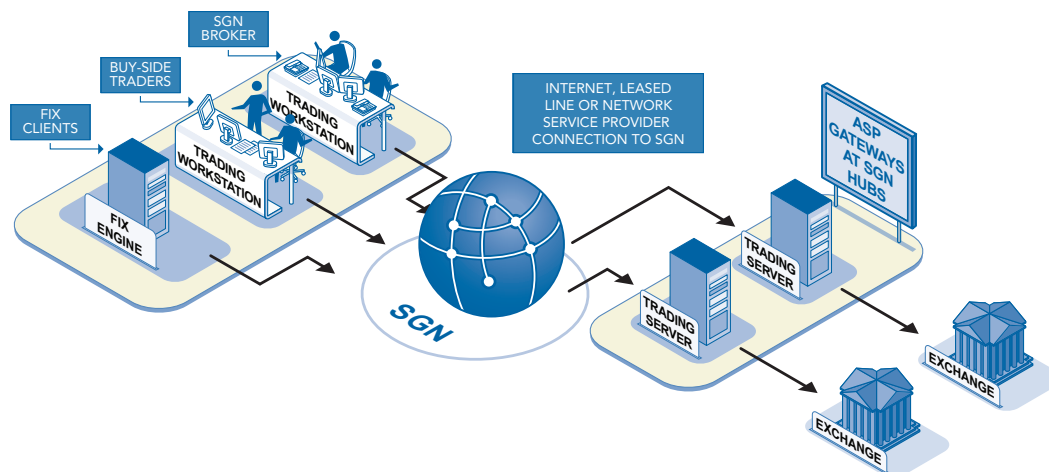 SGN
BROKER
BUY-SIDE
TRADERS
FIX
CLIENTS
TRADING
WORKSTATION
TRADING
WORKSTATION
FIX
ENGINE
INTERNET, LEASED
LINE OR NETWORK
SERVICE PROVIDER
CONNECTION TO SGN
ASP
GATEWAYS
AT SGN
HUBS
SGN
TRADING
SERVER
TRADING
SERVER
EXCHANGE
EXCHANGE